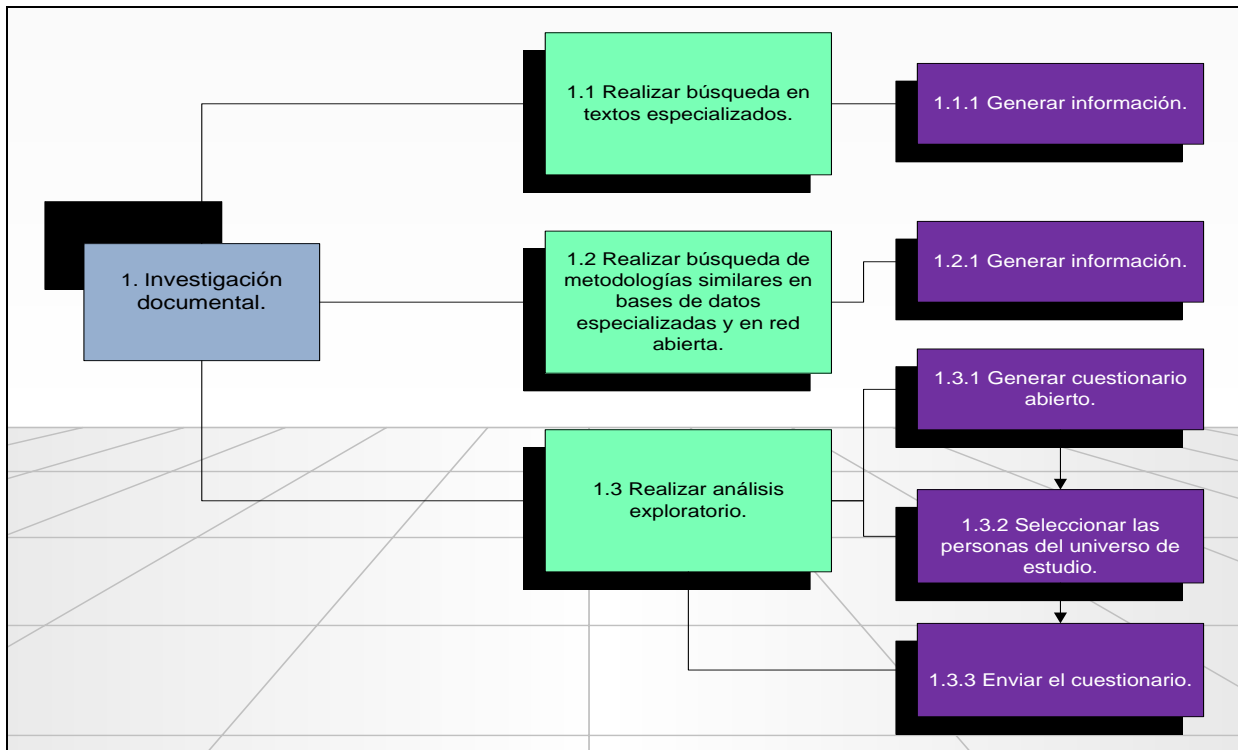 1.1 Realizar búsqueda en
textos especializados.
1.1.1 Generar información.
1. Investigación
documental.
1.2 Realizar búsqueda de
metodologías similares en
bases de datos
especializadas y en red
abierta.
1.2.1 Generar información.
1.3 Realizar análisis
exploratorio.
1.3.1 Generar cuestionario
abierto.
1.3.2 Seleccionar las
personas del universo de
estudio.
1.3.3 Enviar el cuestionario.